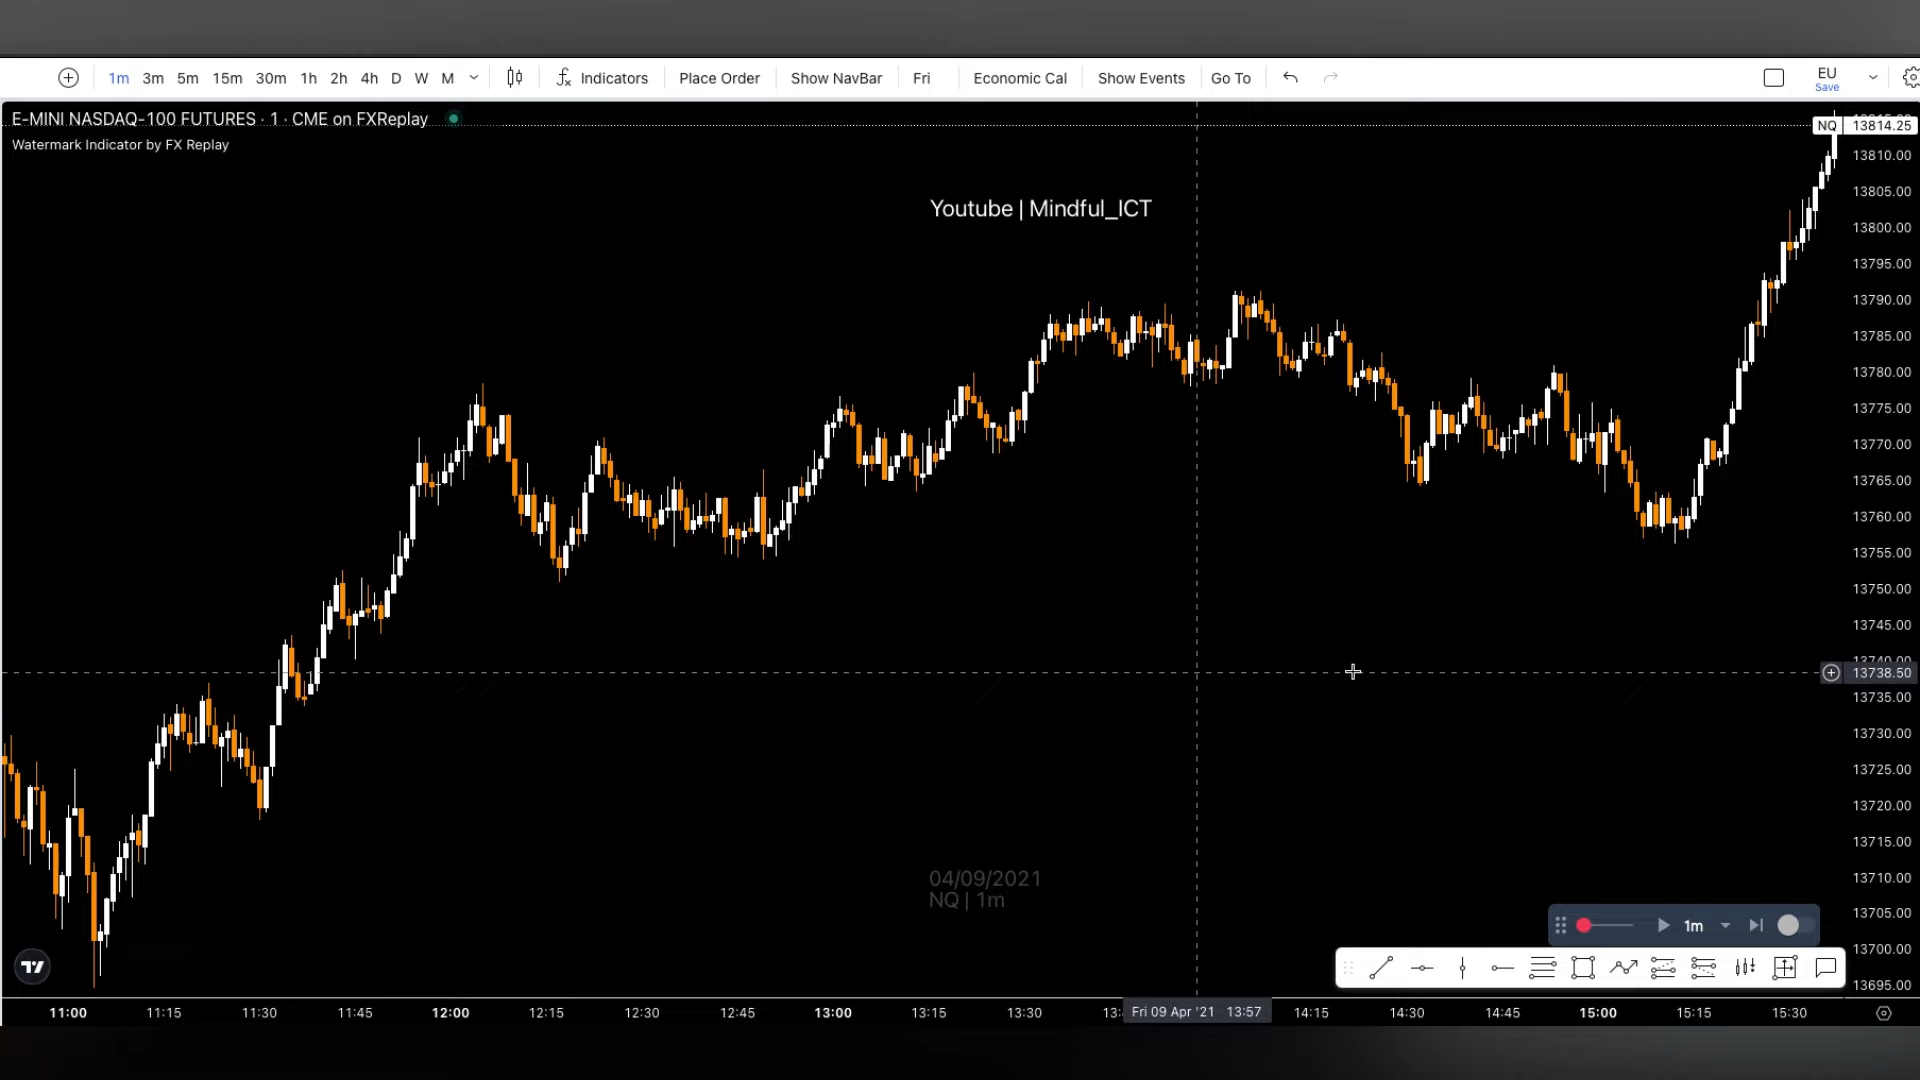 1m 3m 5m 15m 30m 1h 2h 4h D W M Indicators Place Order Show NavBar Fri Economic Cal Show Events Go To EU
Save
E-MINI NASDAQ-100 FUTURES · 1 · CME on FXReplay
Watermark Indicator by FX Replay
NQ 13814.25
13810.00
13805.00
Youtube | Mindful_ICT
13800.00
13795.00
13790.00
13785.00
13780.00
13775.00
13770.00
13765.00
13760.00
13755.00
13750.00
13745.00
13738.50
13735.00
13730.00
13725.00
13720.00
13715.00
13710.00
13705.00
13700.00
13695.00
04/09/2021
NQ | 1m
1m
11:00 11:15 11:30 11:45 12:00 12:15 12:30 12:45 13:00 13:15 13:30 Fri 09 Apr '21 13:57 14:15 14:30 14:45 15:00 15:15 15:30